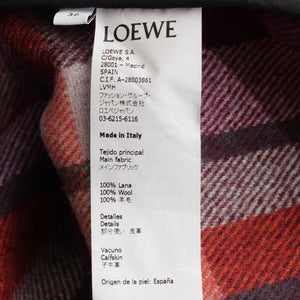 36
LOEWE
LOEWE S.A.
C/Goya, 4
28001 - Madrid
SPAIN
C.I.F. A-28003861
LVMH
ファッション・グループ・
ジャパン株式会社
ロエベジャパン
03-6215-6116
Made in Italy
Tejido principal
Main fabric
メインファブリック
100% Lana
100% Wool
100% 羊毛
Detalles
Details
部分使い 皮革
Vacuno
Calfskin
子牛革
Origen de la piel: España